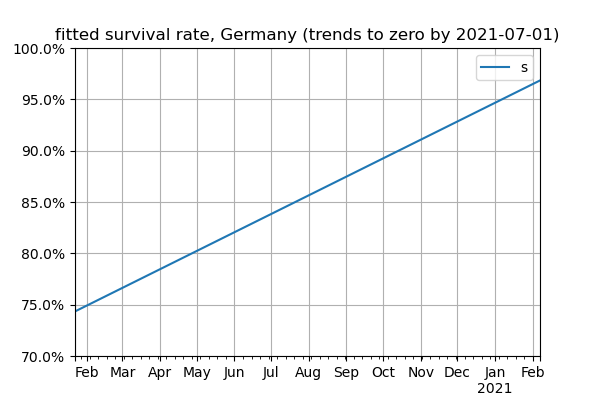 fitted survival rate, Germany (trends to zero by 2021-07-01)
100.0%
95.0%
90.0%
85.0%
80.0%
75.0%
70.0%
s
Feb Mar Apr May Jun Jul Aug Sep Oct Nov Dec Jan Feb
2021